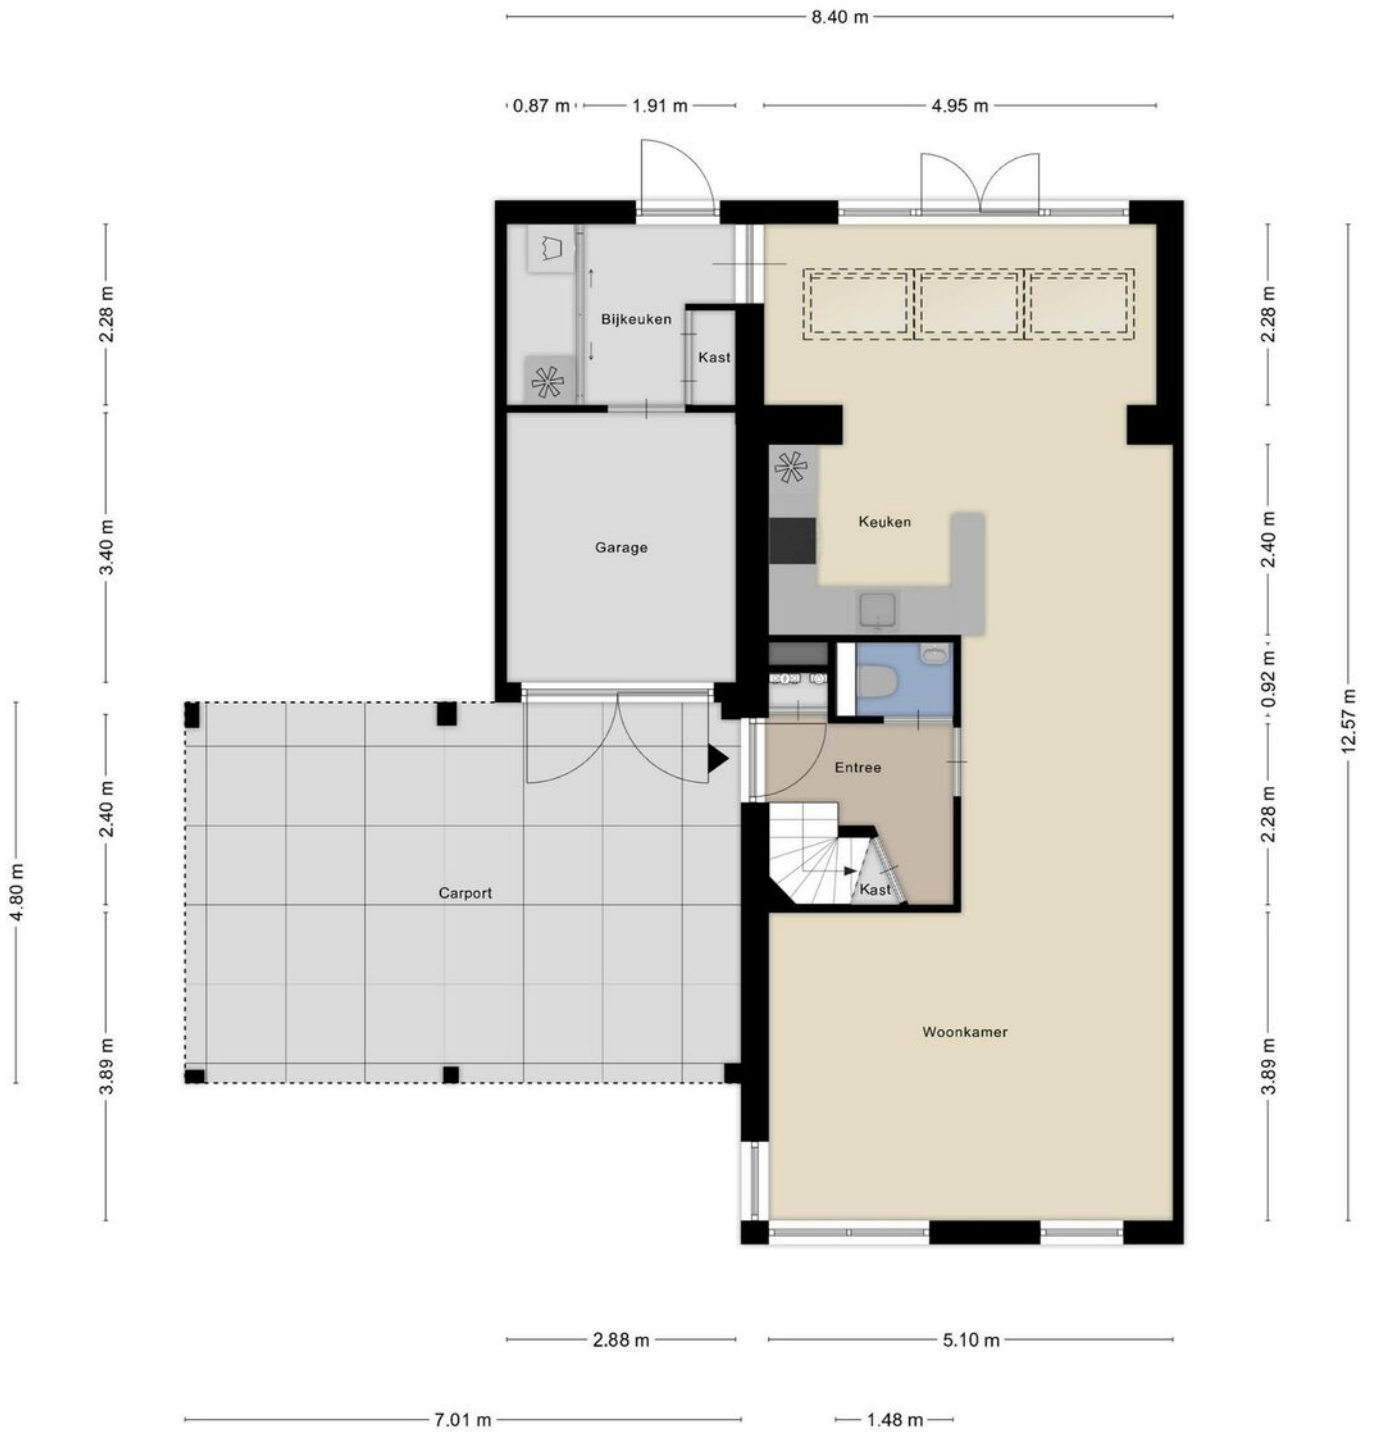 8.40 m
0.87 m
1.91 m
4.95 m
2.28 m
Bijkeuken
Kast
2.28 m
3.40 m
Garage
Keuken
2.40 m
0.92 m
12.57 m
2.40 m
Entree
2.28 m
4.80 m
Carport
Kast
3.89 m
Woonkamer
3.89 m
2.88 m
5.10 m
7.01 m
1.48 m